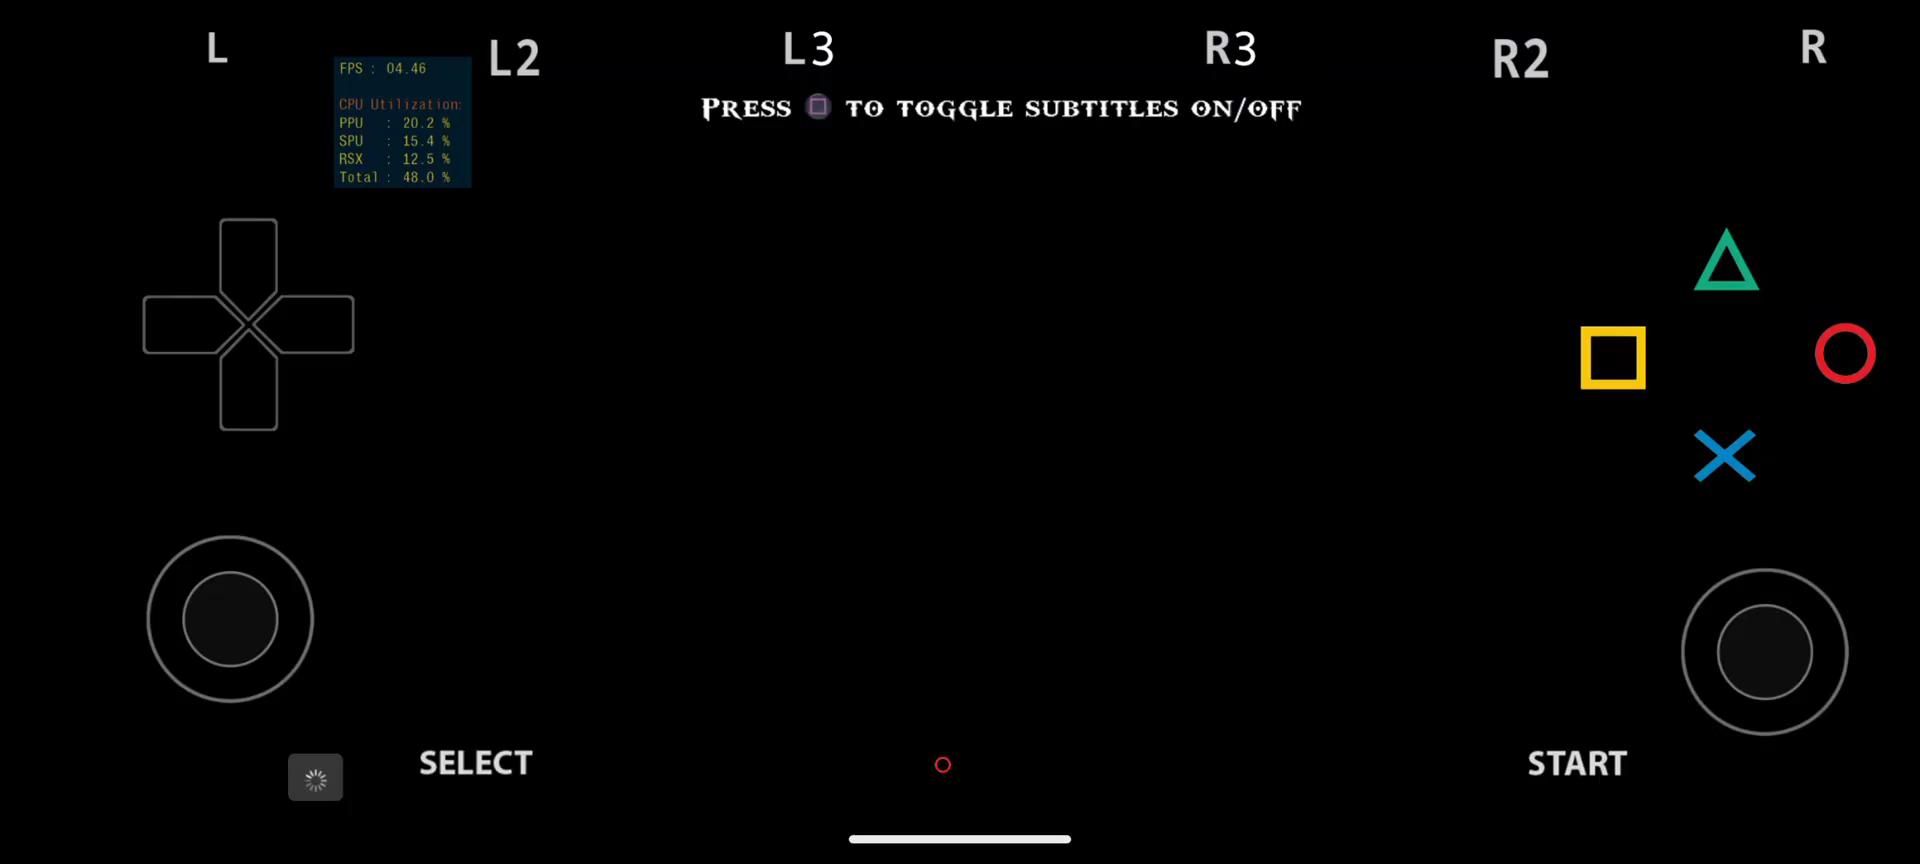 L
L2
L3
R3
R2
R
FPS : 04.46
CPU Utilization:
PPU : 20.2 %
SPU : 15.4 %
RSX : 12.5 %
Total : 48.0 %
PRESS TO TOGGLE SUBTITLES ON/OFF
SELECT
START